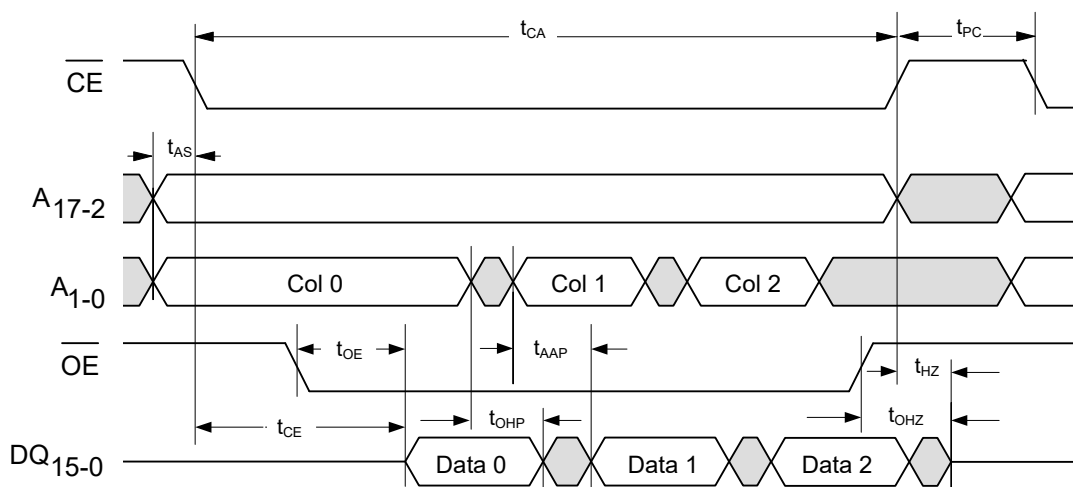 tCA
tPC
CE
tAS
A17-2
A1-0
Col 0
Col 1
Col 2
OE
tOE
tAAP
tHZ
tCE
tOHP
tOHZ
DQ15-0
Data 0
Data 1
Data 2